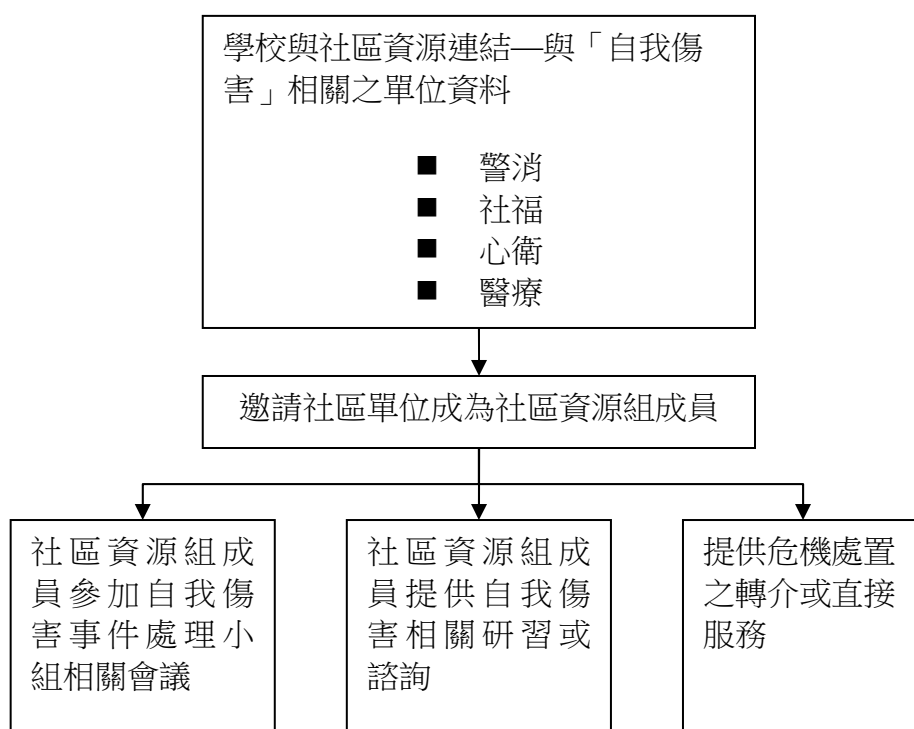 學校與社區資源連結—與「自我傷
害」相關之單位資料
■ 警消
■ 社福
■ 心衛
■ 醫療
邀請社區單位成為社區資源組成員
社區資源組成
員參加自我傷
害事件處理小
組相關會議
社區資源組成
員提供自我傷
害相關研習或
諮詢
提供危機處置
之轉介或直接
服務